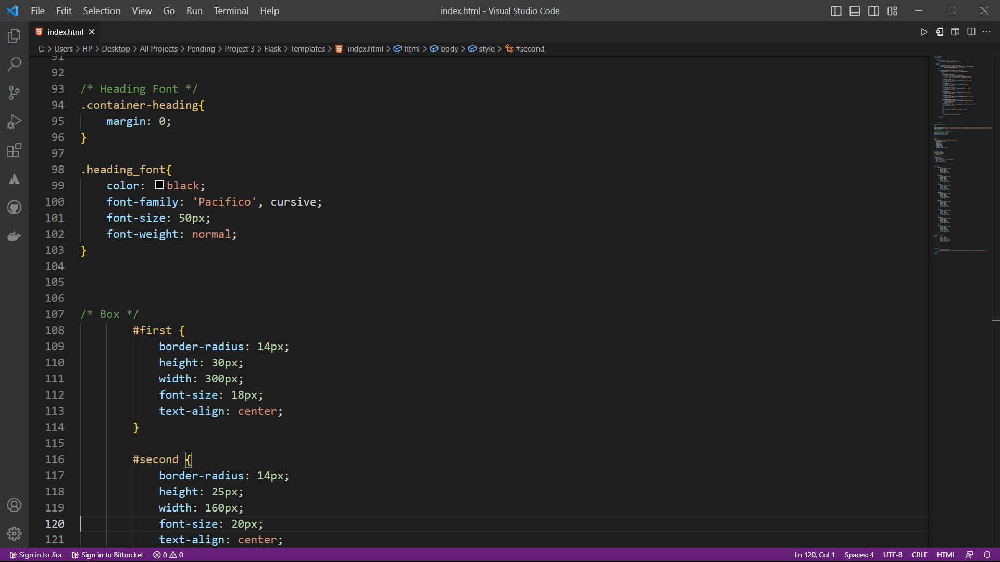 File Edit Selection View Go Run Terminal Help index.html - Visual Studio Code
index.html
C: > Users > HP > Desktop > All Projects > Pending > Project 3 > Flask > Templates > index.html > html > body > style > #second
91
92
93 /* Heading Font */
94 .container-heading{
95 margin: 0;
96 }
97
98 .heading_font{
99 color: black;
100 font-family: 'Pacifico', cursive;
101 font-size: 50px;
102 font-weight: normal;
103 }
104
105
106
107 /* Box */
108 #first {
109 border-radius: 14px;
110 height: 30px;
111 width: 300px;
112 font-size: 18px;
113 text-align: center;
114 }
115
116 #second {
117 border-radius: 14px;
118 height: 25px;
119 width: 160px;
120 font-size: 20px;
121 text-align: center;
Sign in to Jira Sign in to Bitbucket 0 0 Ln 120, Col 1 Spaces: 4 UTF-8 CRLF HTML